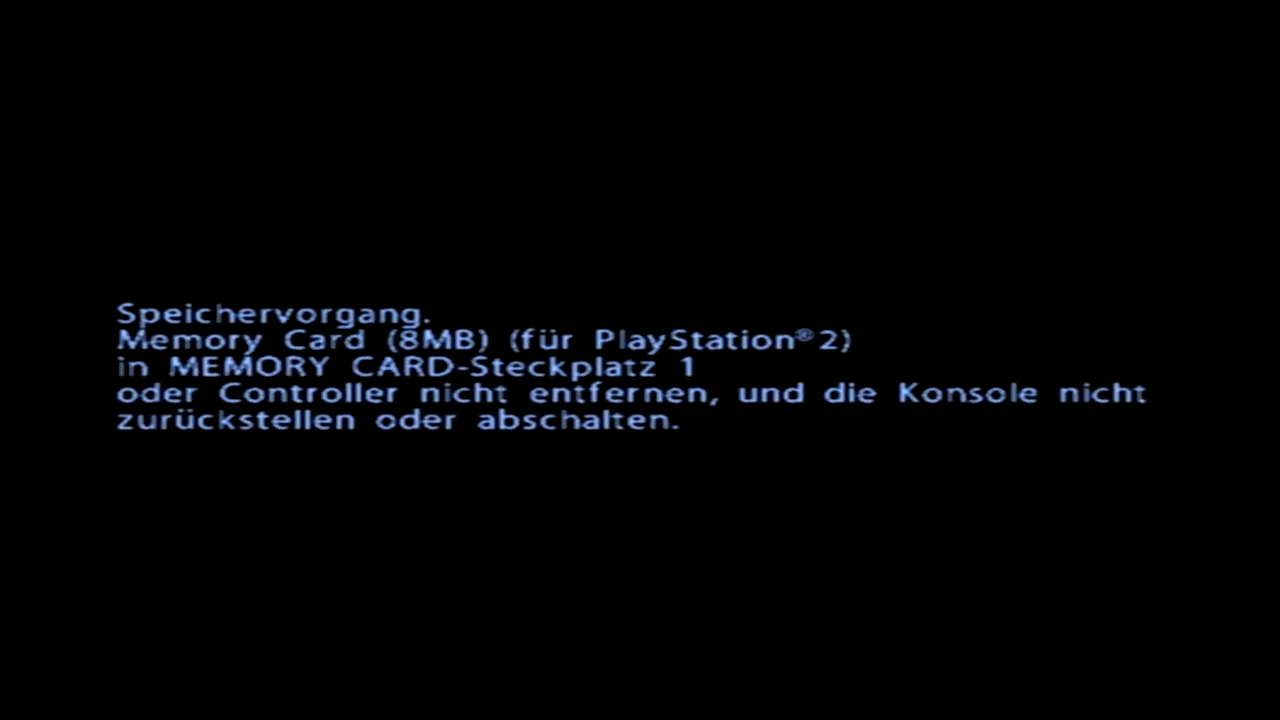 Speichervorgang.
Memory Card (8MB) (für PlayStation®2)
in MEMORY CARD-Steckplatz 1
oder Controller nicht entfernen, und die Konsole nicht
zurückstellen oder abschalten.